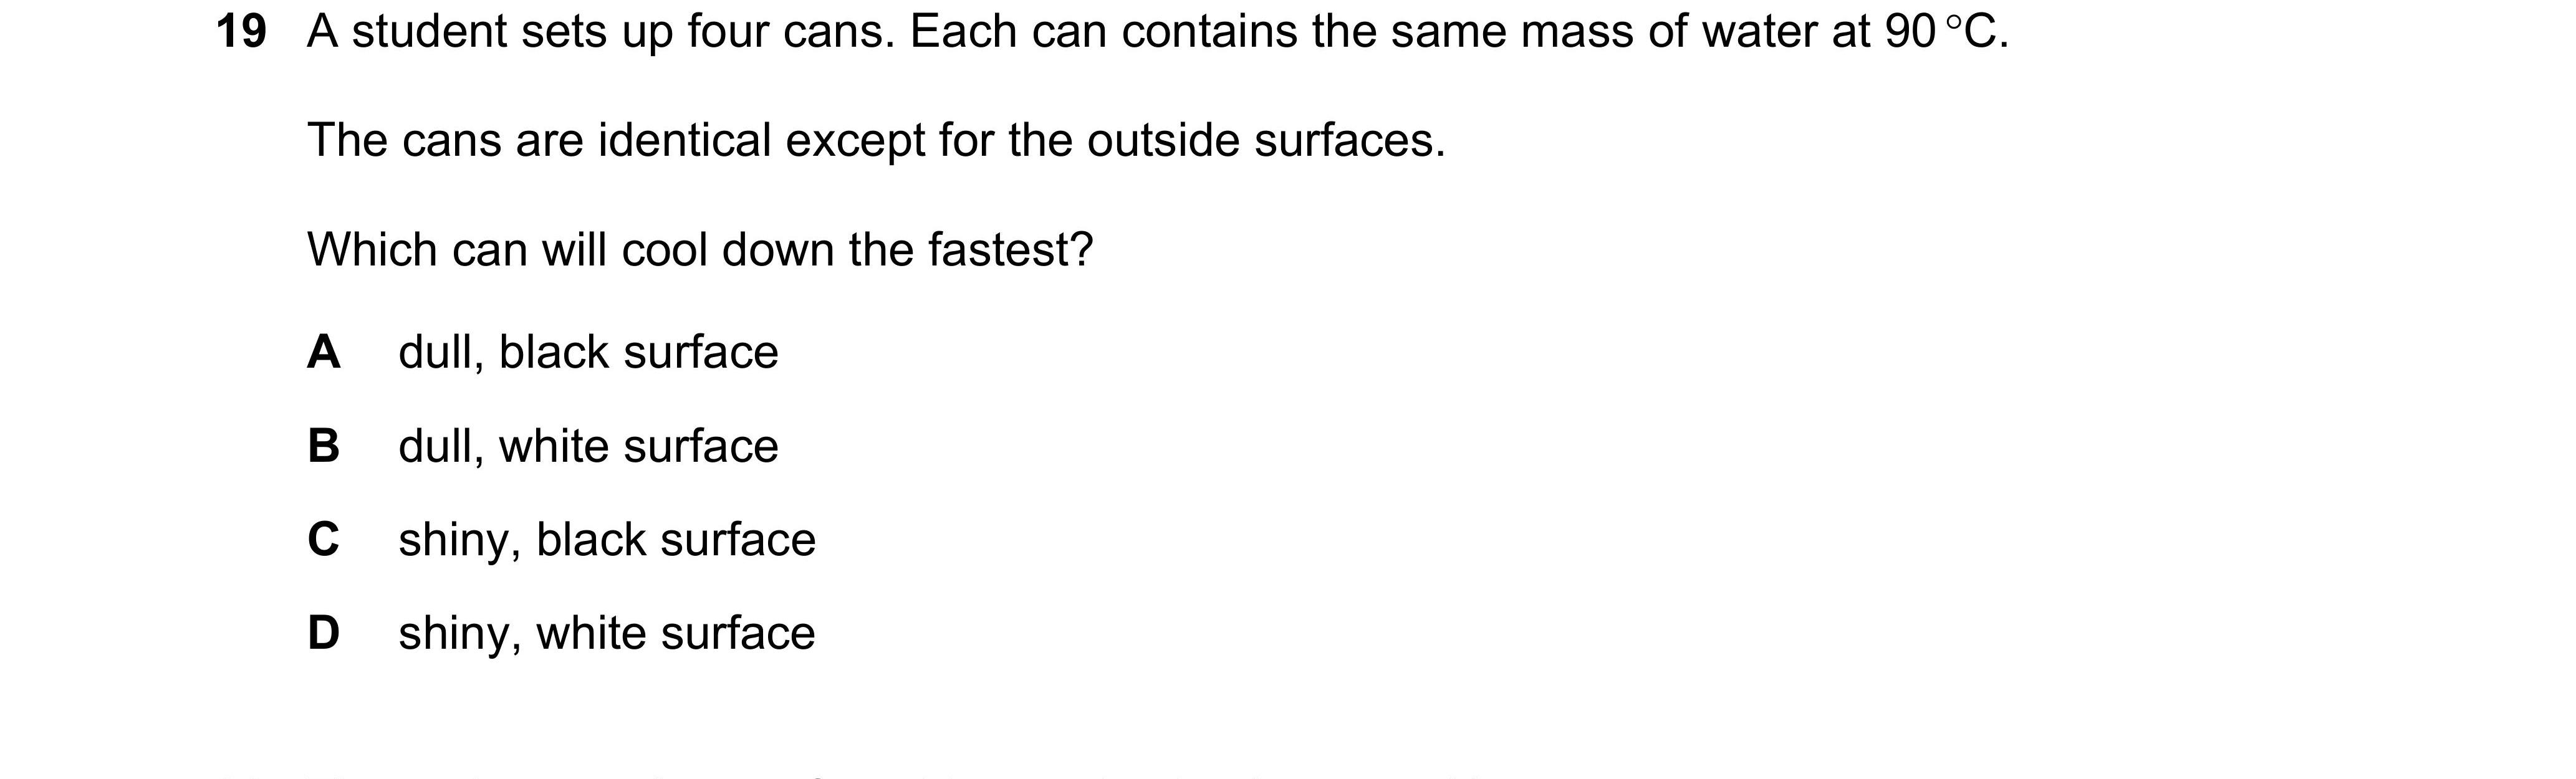 19 A student sets up four cans. Each can contains the same mass of water at 90 °C.
The cans are identical except for the outside surfaces.
Which can will cool down the fastest?
A dull, black surface
B dull, white surface
C shiny, black surface
D shiny, white surface